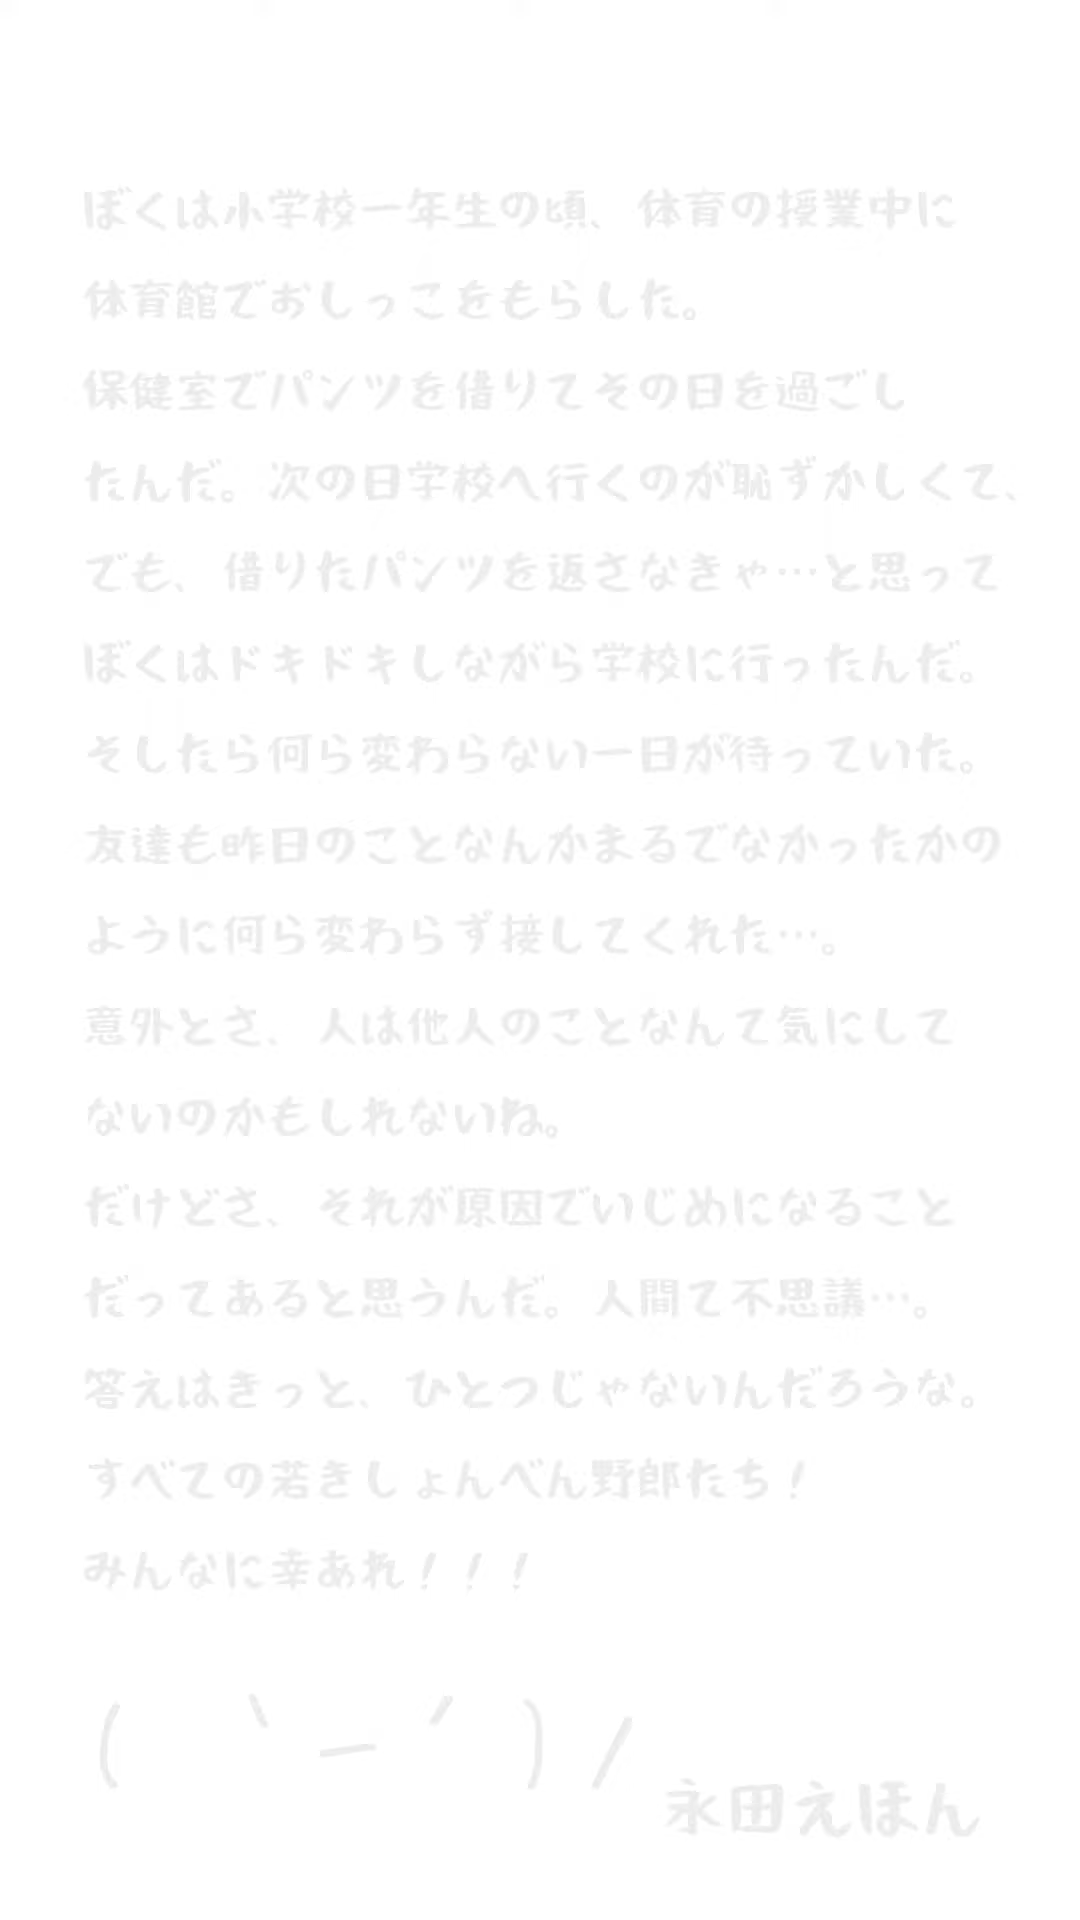 ぼくは小学校一年生の頃、体育の授業中に
体育館でおしっこをもらした。
保健室でパンツを借りてその日を過ごし
たんだ。次の日学校へ行くのが恥ずかしくて、
でも、借りたパンツを返さなきゃ…と思って
ぼくはドキドキしながら学校に行ったんだ。
そしたら何ら変わらない一日が待っていた。
友達も昨日のことなんかまるでなかったかの
ように何ら変わらず接してくれた…。
意外とさ、人は他人のことなんて気にして
ないのかもしれないね。
だけどさ、それが原因でいじめになること
だってあると思うんだ。人間て不思議…。
答えはきっと、ひとつじゃないんだろうな。
すべての若きしょんべん野郎たち！
みんなに幸あれ！！！
( ｀ー´)/
永田えほん